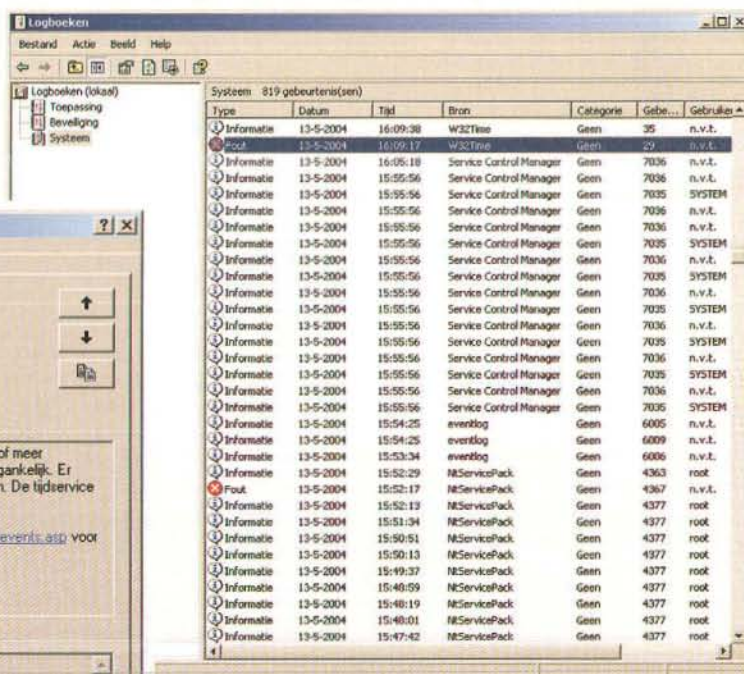 Logboeken
Bestand Actie Beeld Help
Logboeken (lokaal)
Toepassing
Beveiliging
Systeem
Systeem 819 gebeurtenis(sen)
Type Datum Tijd Bron Categorie Gebe... Gebruiker
Informatie 13-5-2004 16:09:38 W32Time Geen 35 n.v.t.
Fout 13-5-2004 16:09:17 W32Time Geen 29 n.v.t.
Informatie 13-5-2004 16:05:18 Service Control Manager Geen 7036 n.v.t.
Informatie 13-5-2004 15:55:56 Service Control Manager Geen 7036 n.v.t.
Informatie 13-5-2004 15:55:56 Service Control Manager Geen 7035 SYSTEM
Informatie 13-5-2004 15:55:56 Service Control Manager Geen 7036 n.v.t.
Informatie 13-5-2004 15:55:56 Service Control Manager Geen 7036 n.v.t.
Informatie 13-5-2004 15:55:56 Service Control Manager Geen 7035 SYSTEM
Informatie 13-5-2004 15:55:56 Service Control Manager Geen 7036 n.v.t.
Informatie 13-5-2004 15:55:56 Service Control Manager Geen 7035 SYSTEM
Informatie 13-5-2004 15:55:56 Service Control Manager Geen 7036 n.v.t.
Informatie 13-5-2004 15:55:56 Service Control Manager Geen 7035 SYSTEM
Informatie 13-5-2004 15:55:56 Service Control Manager Geen 7036 n.v.t.
Informatie 13-5-2004 15:55:56 Service Control Manager Geen 7036 n.v.t.
Informatie 13-5-2004 15:55:56 Service Control Manager Geen 7035 SYSTEM
Informatie 13-5-2004 15:55:56 Service Control Manager Geen 7036 n.v.t.
Informatie 13-5-2004 15:55:56 Service Control Manager Geen 7035 SYSTEM
Informatie 13-5-2004 15:54:25 eventlog Geen 6005 n.v.t.
Informatie 13-5-2004 15:54:25 eventlog Geen 6009 n.v.t.
Informatie 13-5-2004 15:53:34 eventlog Geen 6006 n.v.t.
Informatie 13-5-2004 15:52:29 NtServicePack Geen 4363 root
Fout 13-5-2004 15:52:17 NtServicePack Geen 4367 n.v.t.
Informatie 13-5-2004 15:52:13 NtServicePack Geen 4377 root
Informatie 13-5-2004 15:51:34 NtServicePack Geen 4377 root
Informatie 13-5-2004 15:50:51 NtServicePack Geen 4377 root
Informatie 13-5-2004 15:50:13 NtServicePack Geen 4377 root
Informatie 13-5-2004 15:49:37 NtServicePack Geen 4377 root
Informatie 13-5-2004 15:48:59 NtServicePack Geen 4377 root
Informatie 13-5-2004 15:48:19 NtServicePack Geen 4377 root
Informatie 13-5-2004 15:48:01 NtServicePack Geen 4377 root
Informatie 13-5-2004 15:47:42 NtServicePack Geen 4377 root
of meer
gankelijk. Er
n. De tijdservice
events.asp voor